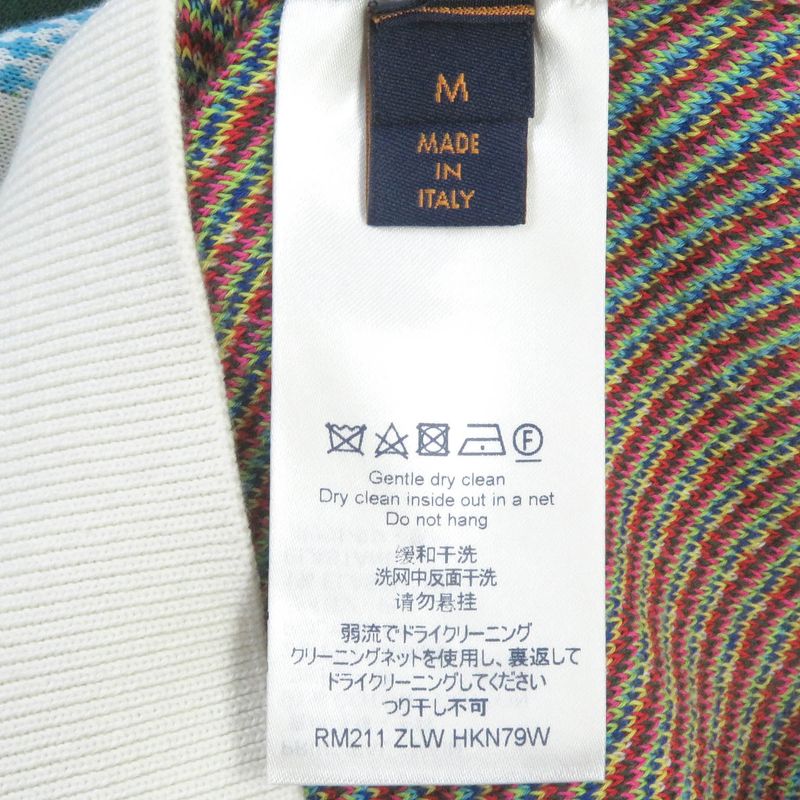 M
MADE
IN
ITALY
F
Gentle dry clean
Dry clean inside out in a net
Do not hang
缓和干洗
洗网中反面干洗
请勿悬挂
弱流でドライクリーニング
クリーニングネットを使用し、裏返して
ドライクリーニングしてください
つり干し不可
RM211 ZLW HKN79W